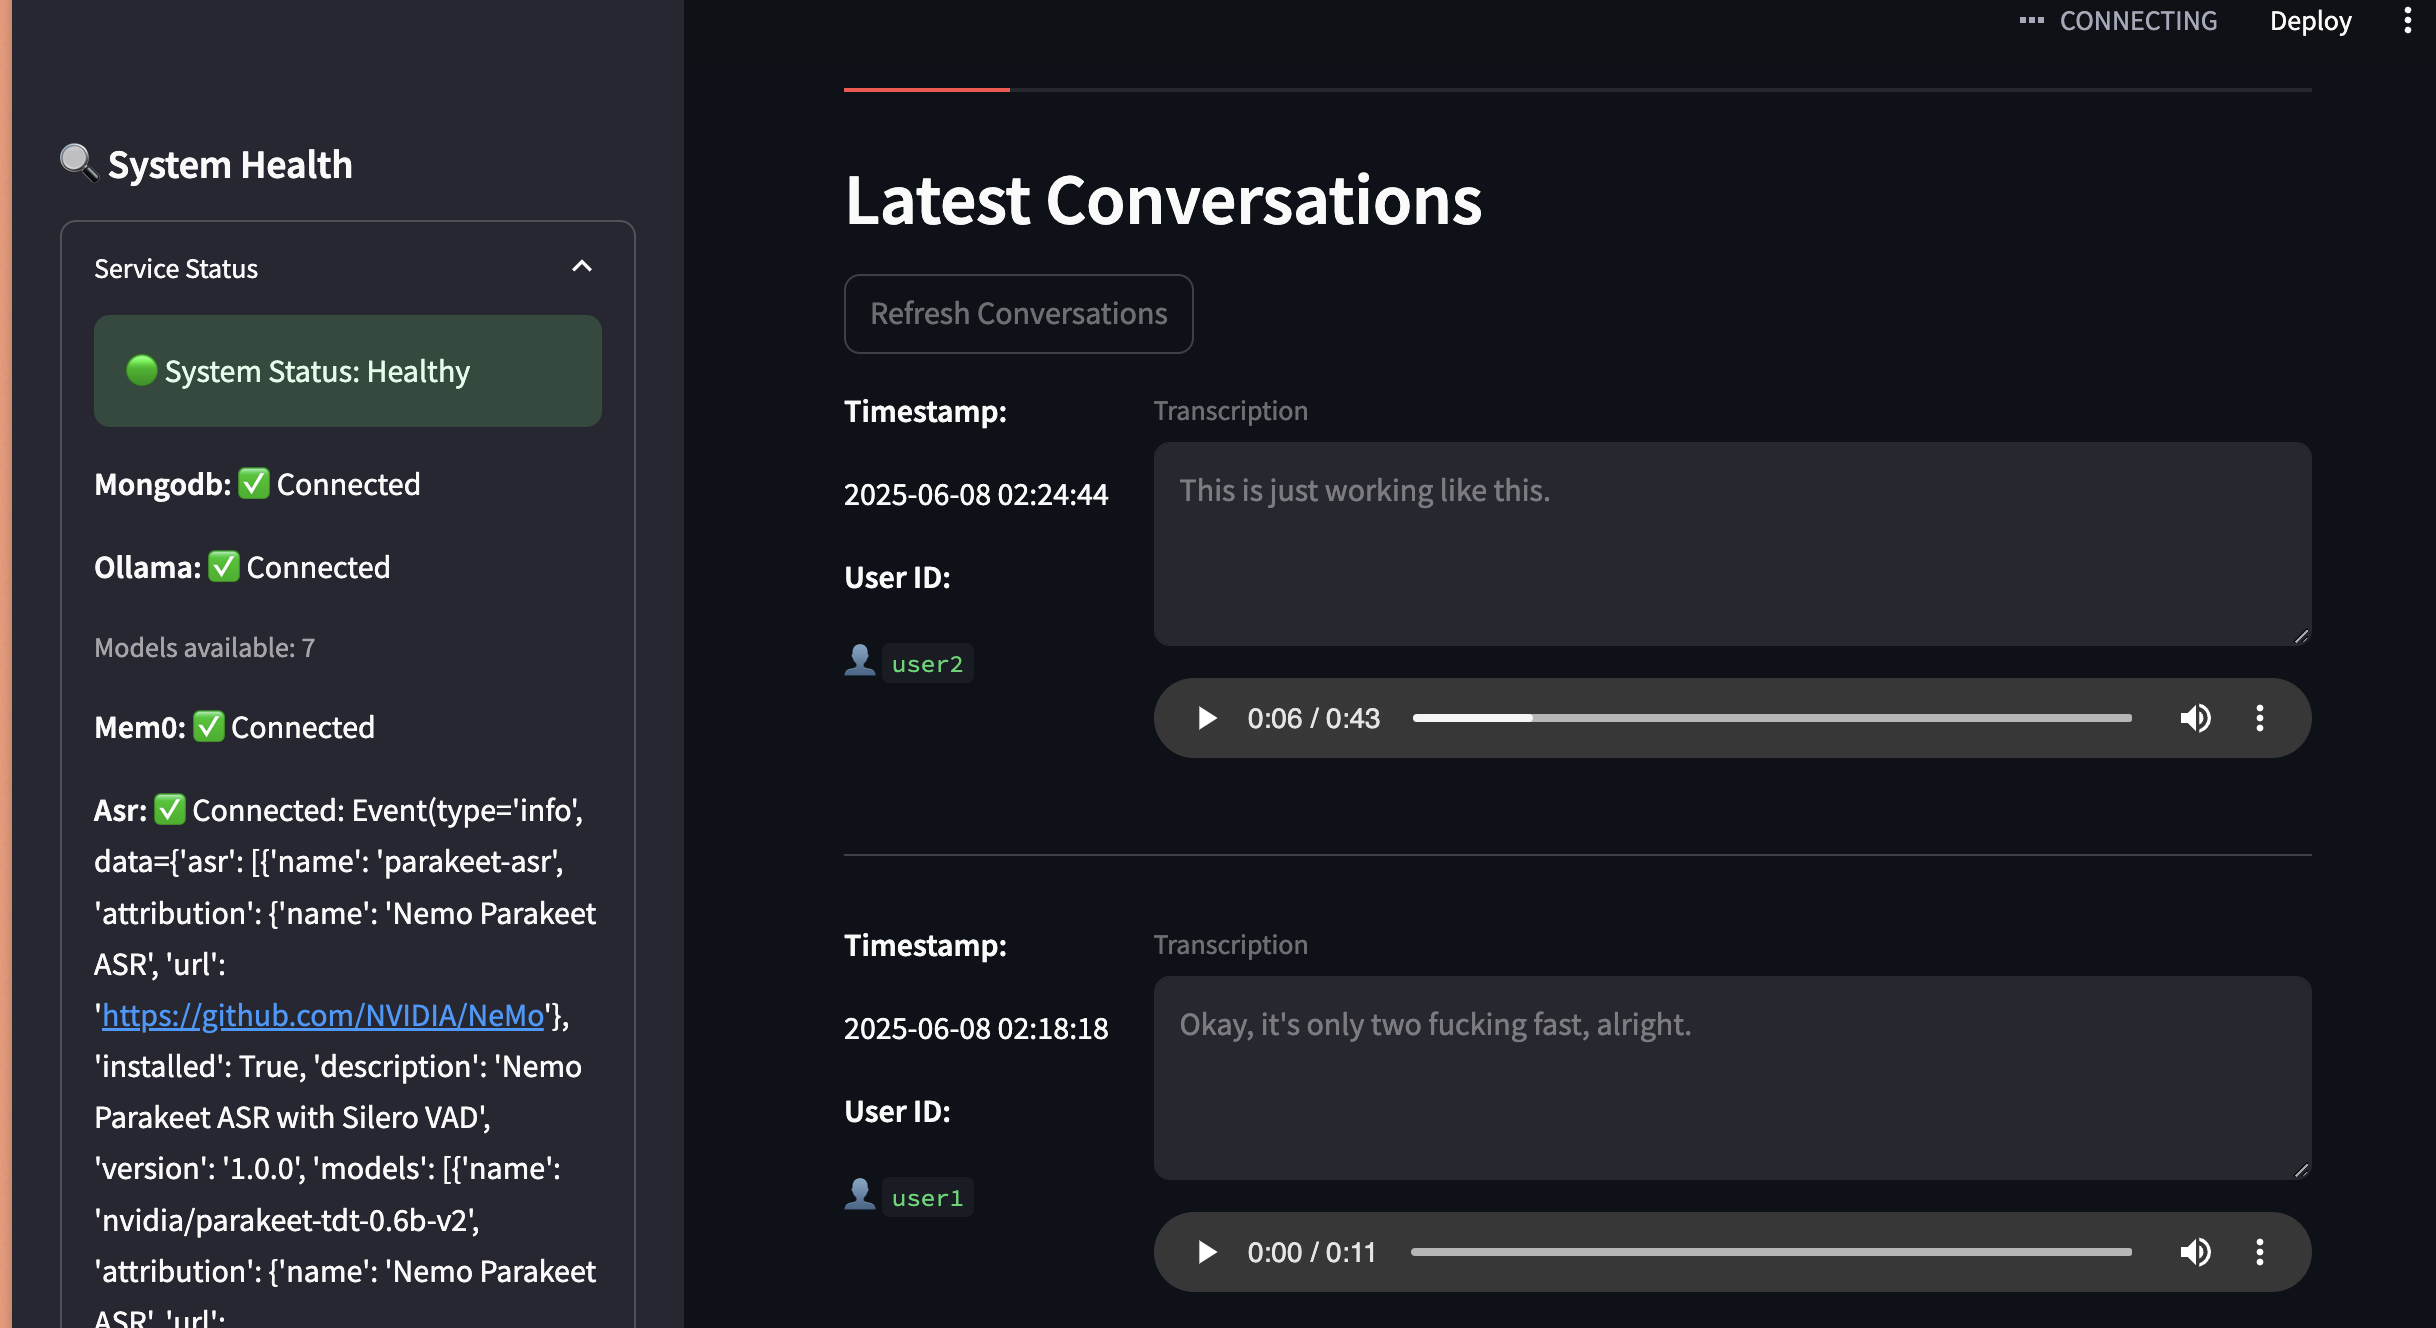 CONNECTING
Deploy
System Health
Service Status
System Status: Healthy
Mongodb: ✅ Connected
Ollama: ✅ Connected
Models available: 7
Mem0: ✅ Connected
Asr: ✅ Connected: Event(type='info',
data={'asr': [{'name': 'parakeet-asr',
'attribution': {'name': 'Nemo Parakeet
ASR', 'url':
'https://github.com/NVIDIA/NeMo'},
'installed': True, 'description': 'Nemo
Parakeet ASR with Silero VAD',
'version': '1.0.0', 'models': [{'name':
'nvidia/parakeet-tdt-0.6b-v2',
'attribution': {'name': 'Nemo Parakeet
ASR', 'url':
Latest Conversations
Refresh Conversations
Timestamp:
2025-06-08 02:24:44
User ID:
user2
Transcription
This is just working like this.
0:06 / 0:43
Timestamp:
2025-06-08 02:18:18
User ID:
user1
Transcription
Okay, it's only two fucking fast, alright.
0:00 / 0:11